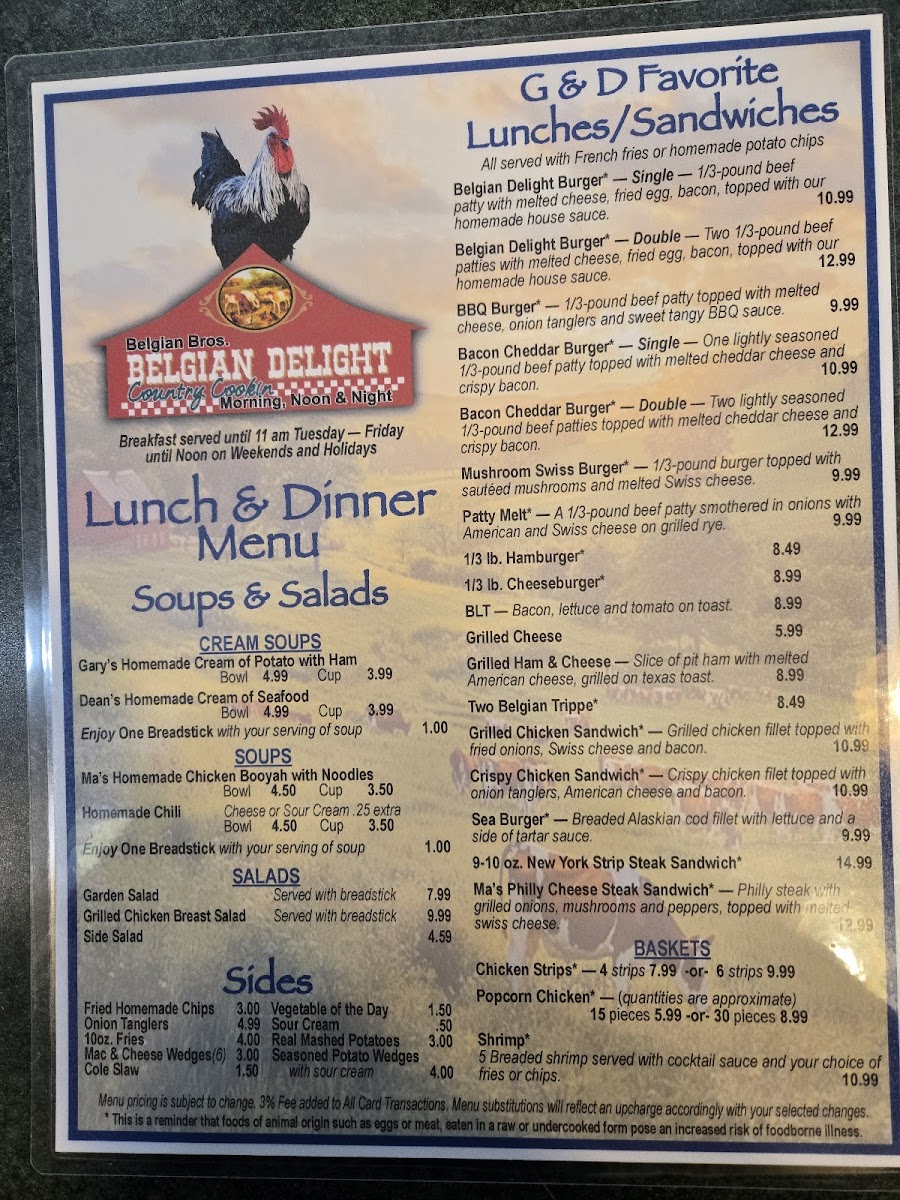 Belgian Bros.
BELGIAN DELIGHT
Country Cookin
Morning, Noon & Night
Breakfast served until 11 am Tuesday — Friday
until Noon on Weekends and Holidays
Lunch & Dinner
Menu
Soups & Salads
CREAM SOUPS
Gary's Homemade Cream of Potato with Ham
Bowl 4.99 Cup 3.99
Dean's Homemade Cream of Seafood
Bowl 4.99 Cup 3.99
Enjoy One Breadstick with your serving of soup 1.00
SOUPS
Ma's Homemade Chicken Booyah with Noodles
Bowl 4.50 Cup 3.50
Homemade Chili Cheese or Sour Cream .25 extra
Bowl 4.50 Cup 3.50
Enjoy One Breadstick with your serving of soup 1.00
SALADS
Garden Salad Served with breadstick 7.99
Grilled Chicken Breast Salad Served with breadstick 9.99
Side Salad 4.59
Sides
Fried Homemade Chips 3.00 Vegetable of the Day 1.50
Onion Tanglers 4.99 Sour Cream .50
10oz. Fries 4.00 Real Mashed Potatoes 3.00
Mac & Cheese Wedges(6) 3.00 Seasoned Potato Wedges
Cole Slaw 1.50 with sour cream 4.00
G & D Favorite
Lunches/Sandwiches
All served with French fries or homemade potato chips
Belgian Delight Burger* — Single — 1/3-pound beef
patty with melted cheese, fried egg, bacon, topped with our
homemade house sauce. 10.99
Belgian Delight Burger* — Double — Two 1/3-pound beef
patties with melted cheese, fried egg, bacon, topped with our
homemade house sauce. 12.99
BBQ Burger* — 1/3-pound beef patty topped with melted
cheese, onion tanglers and sweet tangy BBQ sauce. 9.99
Bacon Cheddar Burger* — Single — One lightly seasoned
1/3-pound beef patty topped with melted cheddar cheese and
crispy bacon. 10.99
Bacon Cheddar Burger* — Double — Two lightly seasoned
1/3-pound beef patties topped with melted cheddar cheese and
crispy bacon. 12.99
Mushroom Swiss Burger* — 1/3-pound burger topped with
sautéed mushrooms and melted Swiss cheese. 9.99
Patty Melt* — A 1/3-pound beef patty smothered in onions with
American and Swiss cheese on grilled rye. 9.99
1/3 lb. Hamburger* 8.49
1/3 lb. Cheeseburger* 8.99
BLT — Bacon, lettuce and tomato on toast. 8.99
Grilled Cheese 5.99
Grilled Ham & Cheese — Slice of pit ham with melted
American cheese, grilled on texas toast. 8.99
Two Belgian Trippe* 8.49
Grilled Chicken Sandwich* — Grilled chicken fillet topped with
fried onions, Swiss cheese and bacon. 10.99
Crispy Chicken Sandwich* — Crispy chicken filet topped with
onion tanglers, American cheese and bacon. 10.99
Sea Burger* — Breaded Alaskian cod fillet with lettuce and a
side of tartar sauce. 9.99
9-10 oz. New York Strip Steak Sandwich* 14.99
Ma's Philly Cheese Steak Sandwich* — Philly steak with
grilled onions, mushrooms and peppers, topped with melted
swiss cheese. 12.99
BASKETS
Chicken Strips* — 4 strips 7.99 -or- 6 strips 9.99
Popcorn Chicken* — (quantities are approximate)
15 pieces 5.99 -or- 30 pieces 8.99
Shrimp*
5 Breaded shrimp served with cocktail sauce and your choice of
fries or chips. 10.99
Menu pricing is subject to change. 3% Fee added to All Card Transactions. Menu substitutions will reflect an upcharge accordingly with your selected changes.
* This is a reminder that foods of animal origin such as eggs or meat, eaten in a raw or undercooked form pose an increased risk of foodborne illness.